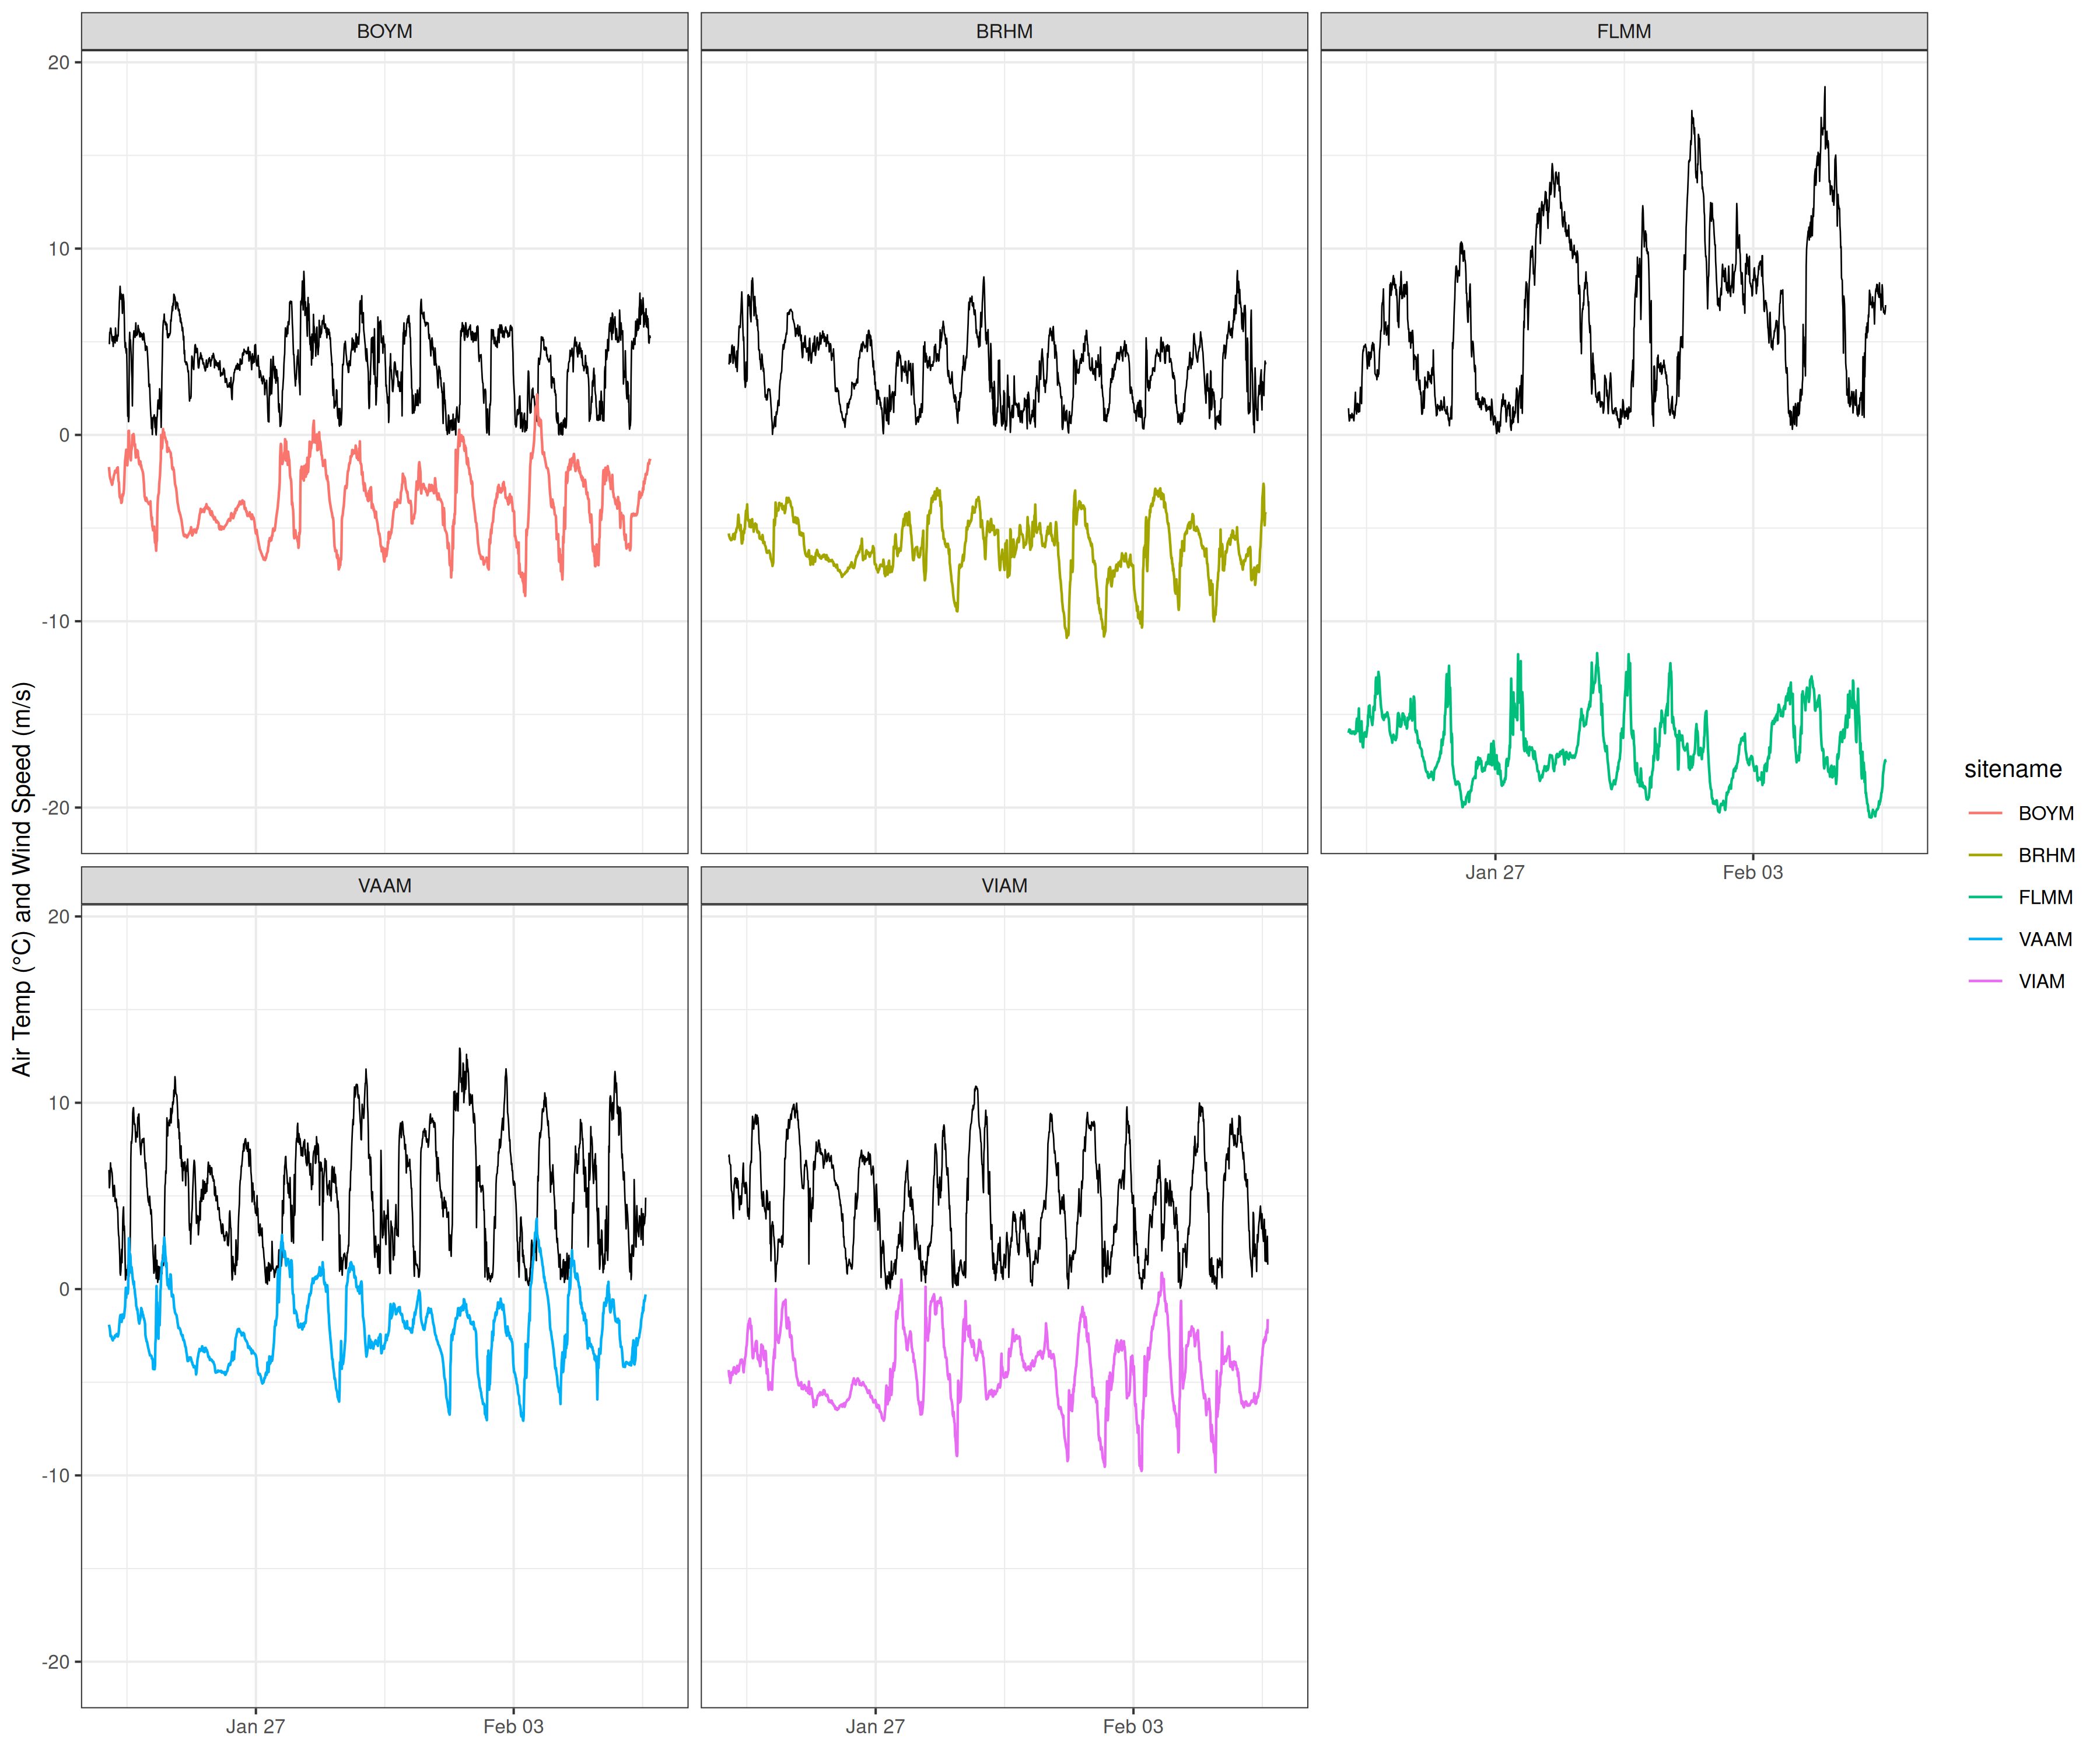 BOYM
BRHM
FLMM
20
10
0
-10
-20
Jan 27
Feb 03
VAAM
VIAM
20
10
0
-10
-20
Jan 27
Feb 03
Jan 27
Feb 03
Air Temp (°C) and Wind Speed (m/s)
sitename
BOYM
BRHM
FLMM
VAAM
VIAM